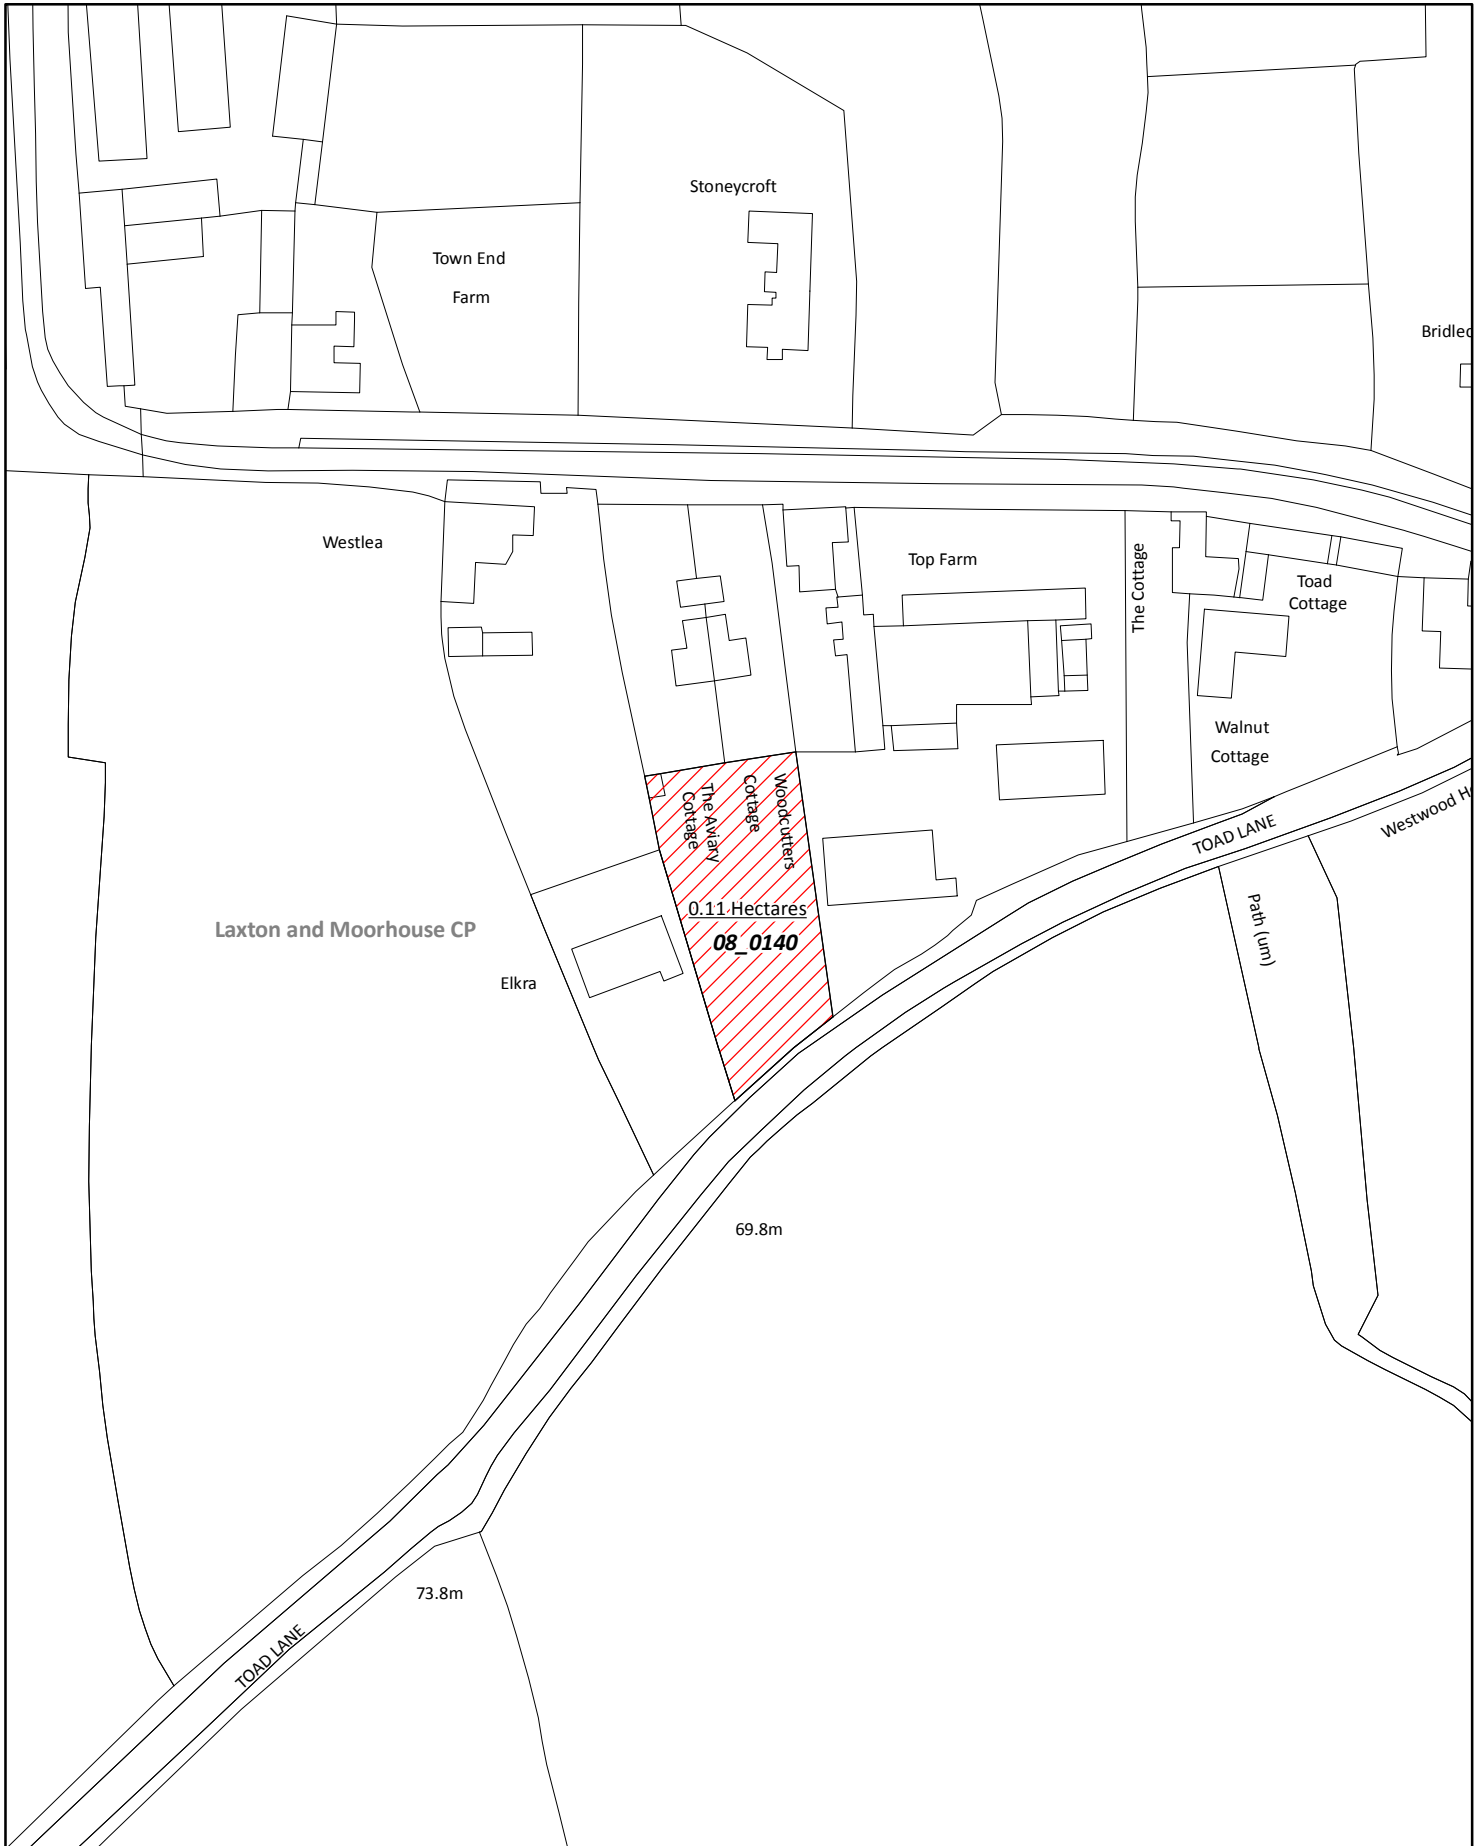 Stoneycroft
Town End
Farm
Westlea
Top Farm
The Cottage
Toad
Cottage
Walnut
Cottage
The Aviary
Cottage
Woodcutters
Cottage
0.11 Hectares
08_0140
TOAD LANE
Path (um)
Laxton and Moorhouse CP
Elkra
69.8m
73.8m
TOAD LANE
Westwood